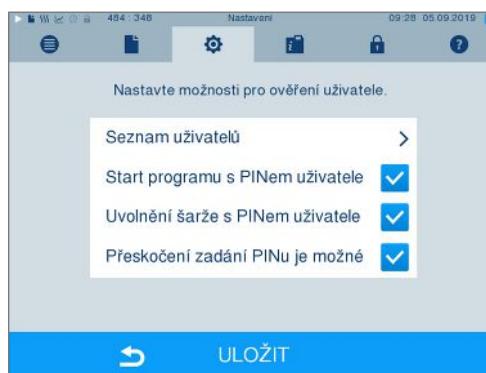 484 : 348 Nastavení 09:28 05.09.2019
Nastavte možnosti pro ověření uživatele.
Seznam uživatelů
Start programu s PINem uživatele
Uvolnění šarže s PINem uživatele
Přeskočení zadání PINu je možné
ULOŽIT